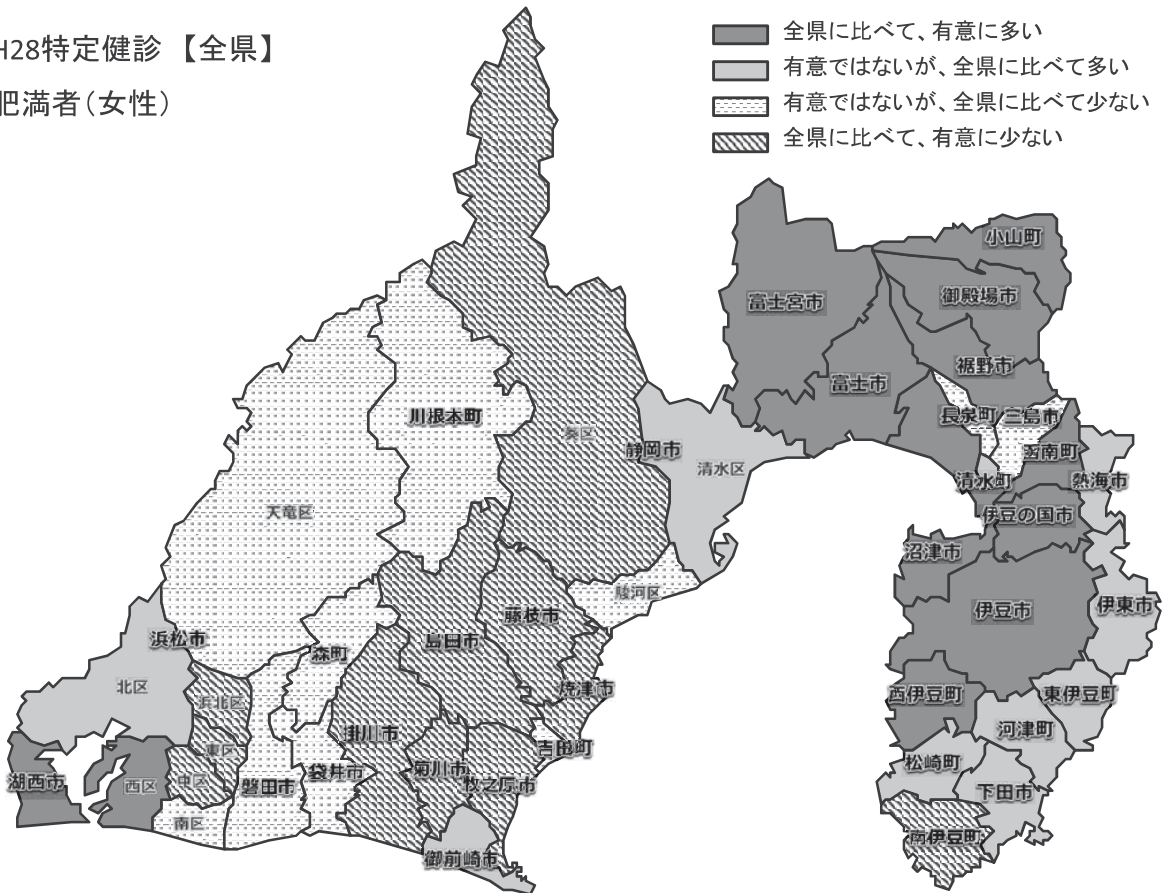 H28特定健診 【全県】
肥満者(女性)
全県に比べて、有意に多い
有意ではないが、全県に比べて多い
有意ではないが、全県に比べて少ない
全県に比べて、有意に少ない
小山町
御殿場市
富士宮市
裾野市
富士市
長泉町
三島市
川根本町
葵区
静岡市
函南町
清水区
清水町
熱海市
天竜区
伊豆の国市
沼津市
駿河区
伊豆市
伊東市
藤枝市
浜松市
島田市
森町
北区
焼津市
西伊豆町
東伊豆町
浜北区
河津町
掛川市
東区
吉田町
松崎町
湖西市
中区
西区
磐田市
袋井市
菊川市
牧之原市
下田市
南区
南伊豆町
御前崎市